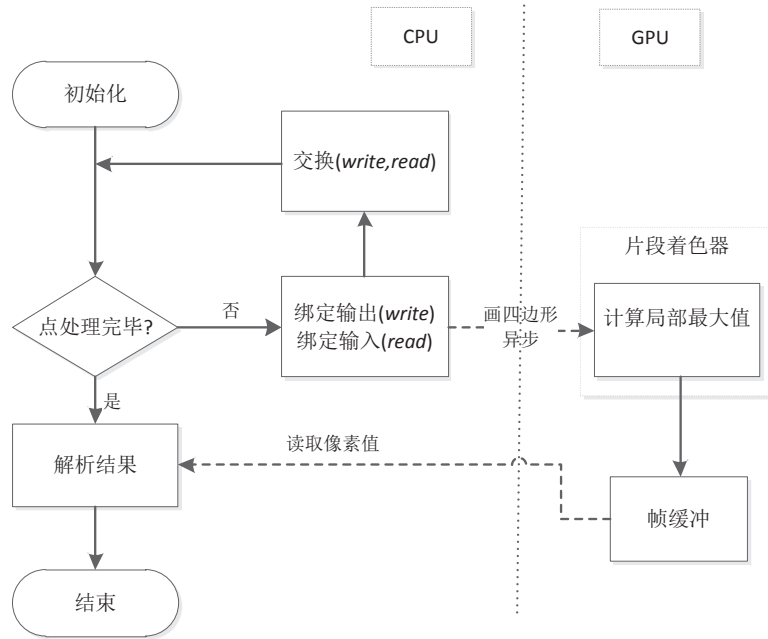 CPU
GPU
初始化
交换(write,read)
片段着色器
点处理完毕?
否
绑定输出(write)
绑定输入(read)
画四边形
异步
计算局部最大值
是
解析结果
读取像素值
帧缓冲
结束